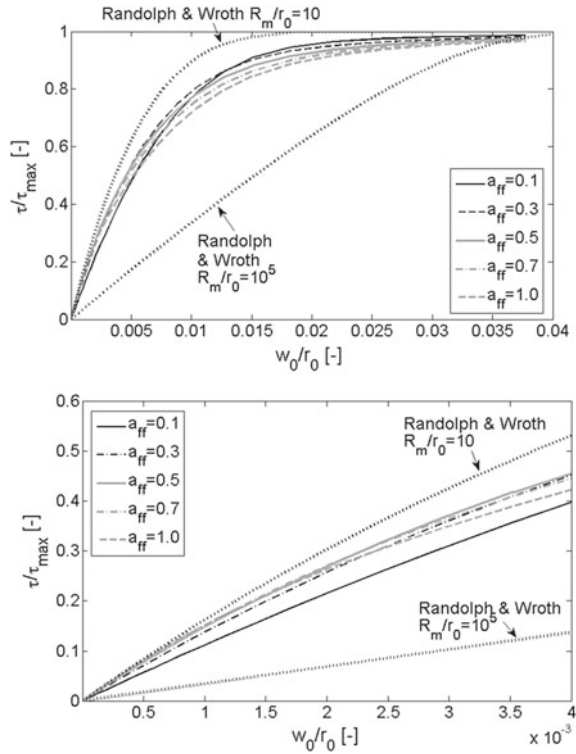 Randolph & Wroth R_m/r_0=10
1
0.8
0.6
0.4
0.2
0
τ/τ_max [-]
Randolph
& Wroth
R_m/r_0=10^5
a_ff=0.1
a_ff=0.3
a_ff=0.5
a_ff=0.7
a_ff=1.0
0.005 0.01 0.015 0.02 0.025 0.03 0.035 0.04
w_0/r_0 [-]
0.6
0.5
0.4
0.3
0.2
0.1
0
τ/τ_max [-]
a_ff=0.1
a_ff=0.3
a_ff=0.5
a_ff=0.7
a_ff=1.0
Randolph & Wroth
R_m/r_0=10
Randolph & Wroth
R_m/r_0=10^5
0.5 1 1.5 2 2.5 3 3.5 4
w_0/r_0 [-]
x 10^-3